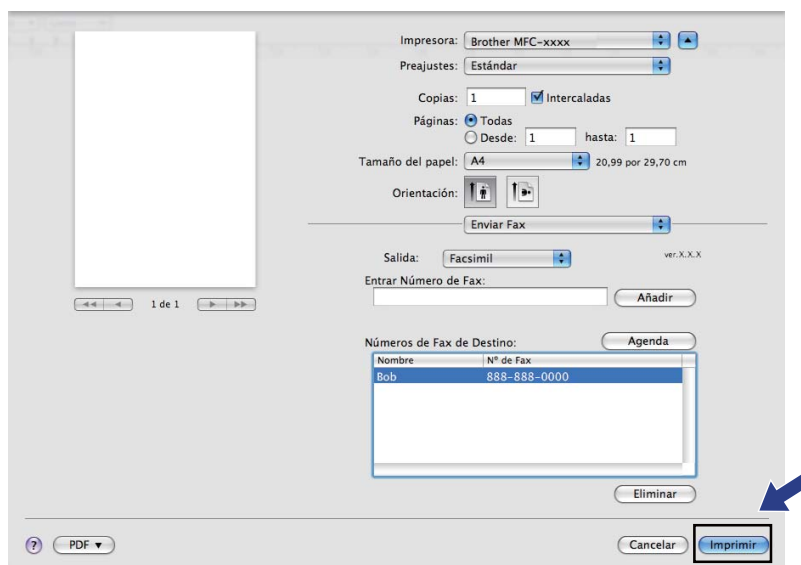 Impresora: Brother MFC-xxxx
Preajustes: Estándar
Copias: 1 Intercaladas
Páginas: Todas
Desde: 1 hasta: 1
Tamaño del papel: A4 20,99 por 29,70 cm
Orientación:
Enviar Fax
Salida: Facsimil ver.X.X.X
Entrar Número de Fax:
Añadir
1 de 1
Números de Fax de Destino: Agenda
Nombre Nº de Fax
Bob 888-888-0000
Eliminar
? PDF Cancelar Imprimir